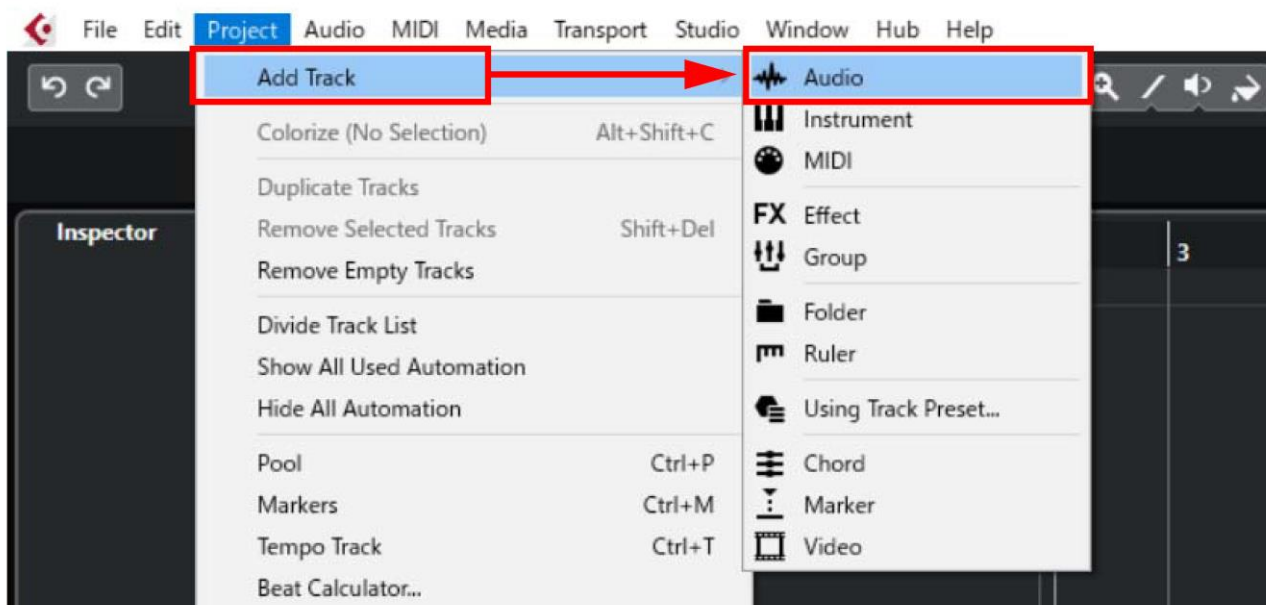 File Edit Project Audio MIDI Media Transport Studio Window Hub Help
Add Track
Colorize (No Selection) Alt+Shift+C
Duplicate Tracks
Remove Selected Tracks Shift+Del
Remove Empty Tracks
Divide Track List
Show All Used Automation
Hide All Automation
Pool Ctrl+P
Markers Ctrl+M
Tempo Track Ctrl+T
Beat Calculator...
Audio
Instrument
MIDI
FX Effect
Group
Folder
Ruler
Using Track Preset...
Chord
Marker
Video
Inspector
3